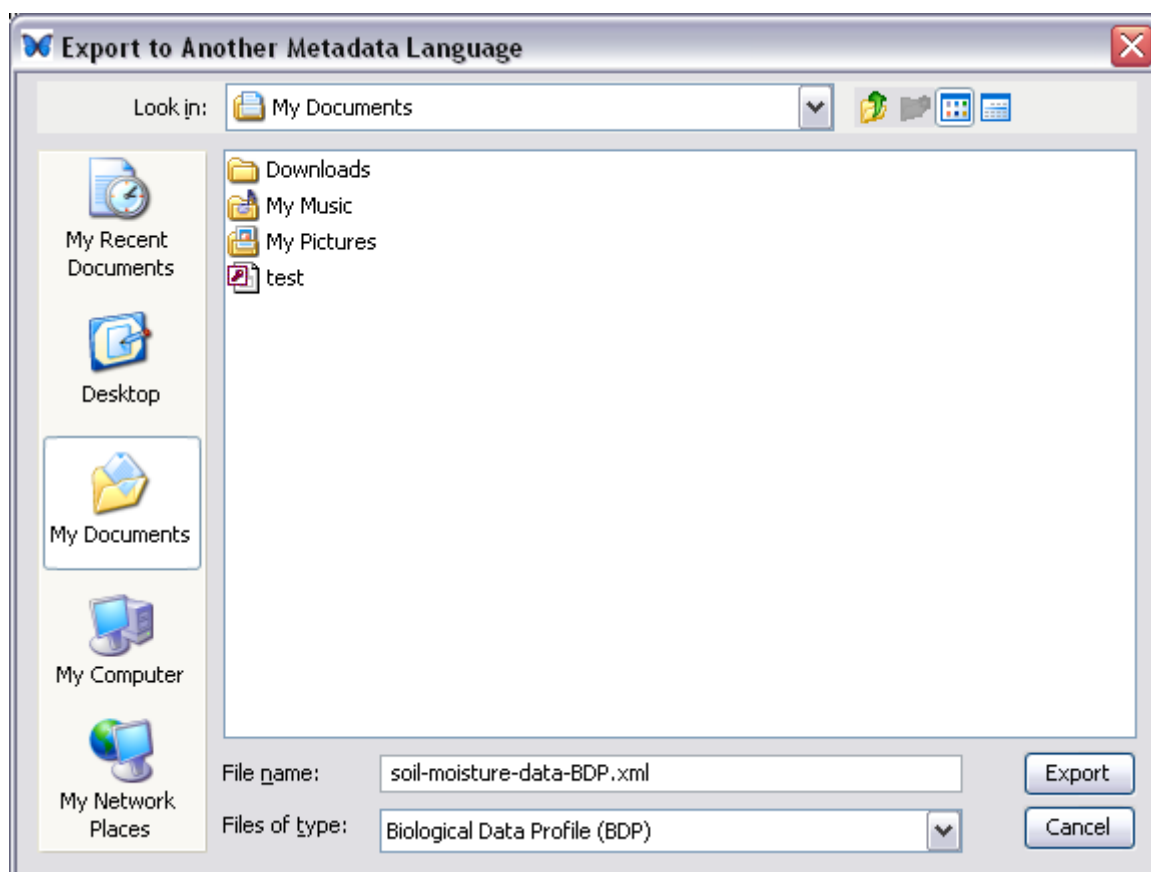 Export to Another Metadata Language
Look in:
My Documents
My Recent
Documents
Desktop
My Documents
My Computer
My Network
Places
Downloads
My Music
My Pictures
test
File name:
soil-moisture-data-BDP.xml
Export
Files of type:
Biological Data Profile (BDP)
Cancel